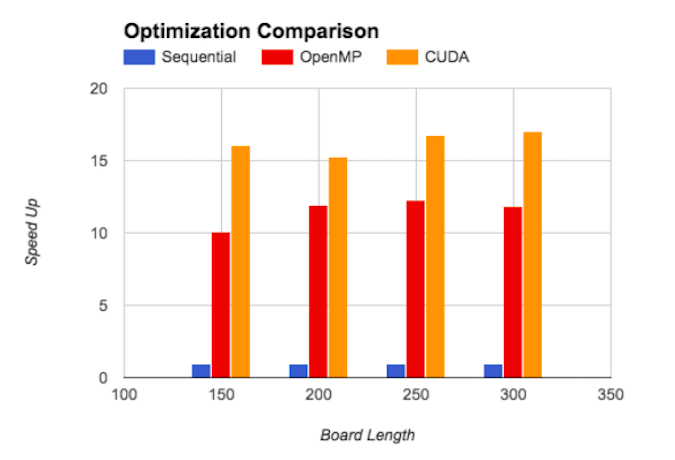 Optimization Comparison
Sequential OpenMP CUDA
20
15
10
5
0
100 150 200 250 300 350
Speed Up
Board Length